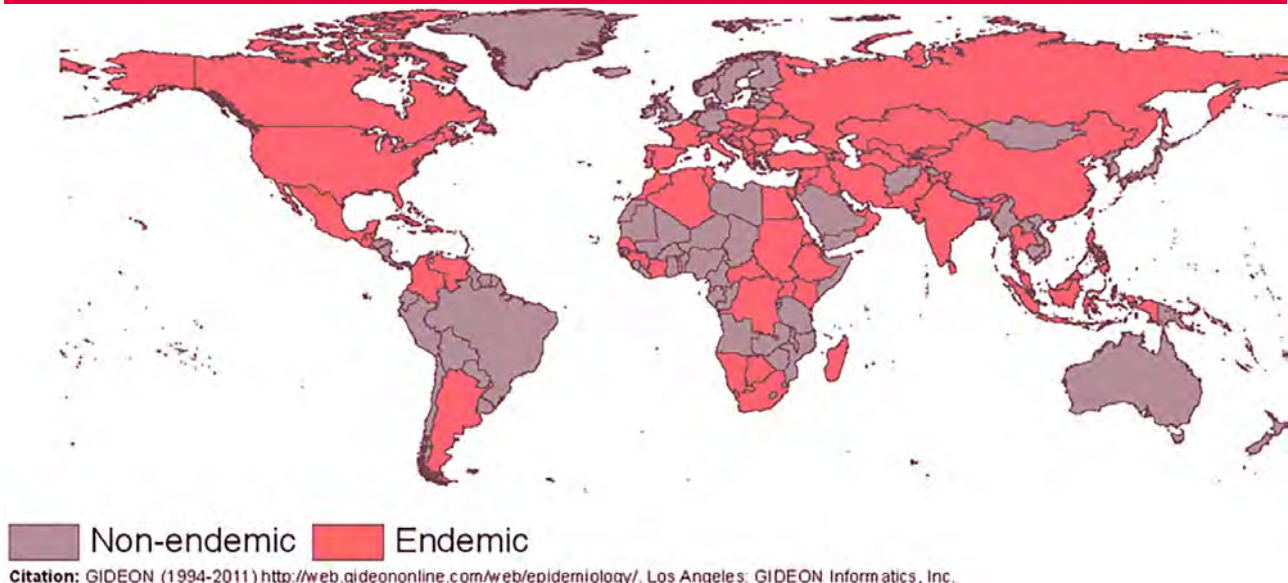 Non-endemic Endemic
Citation: GIDEON (1994-2011) http://web.gideononline.com/web/epidemiology/. Los Angeles: GIDEON Informatics, Inc.